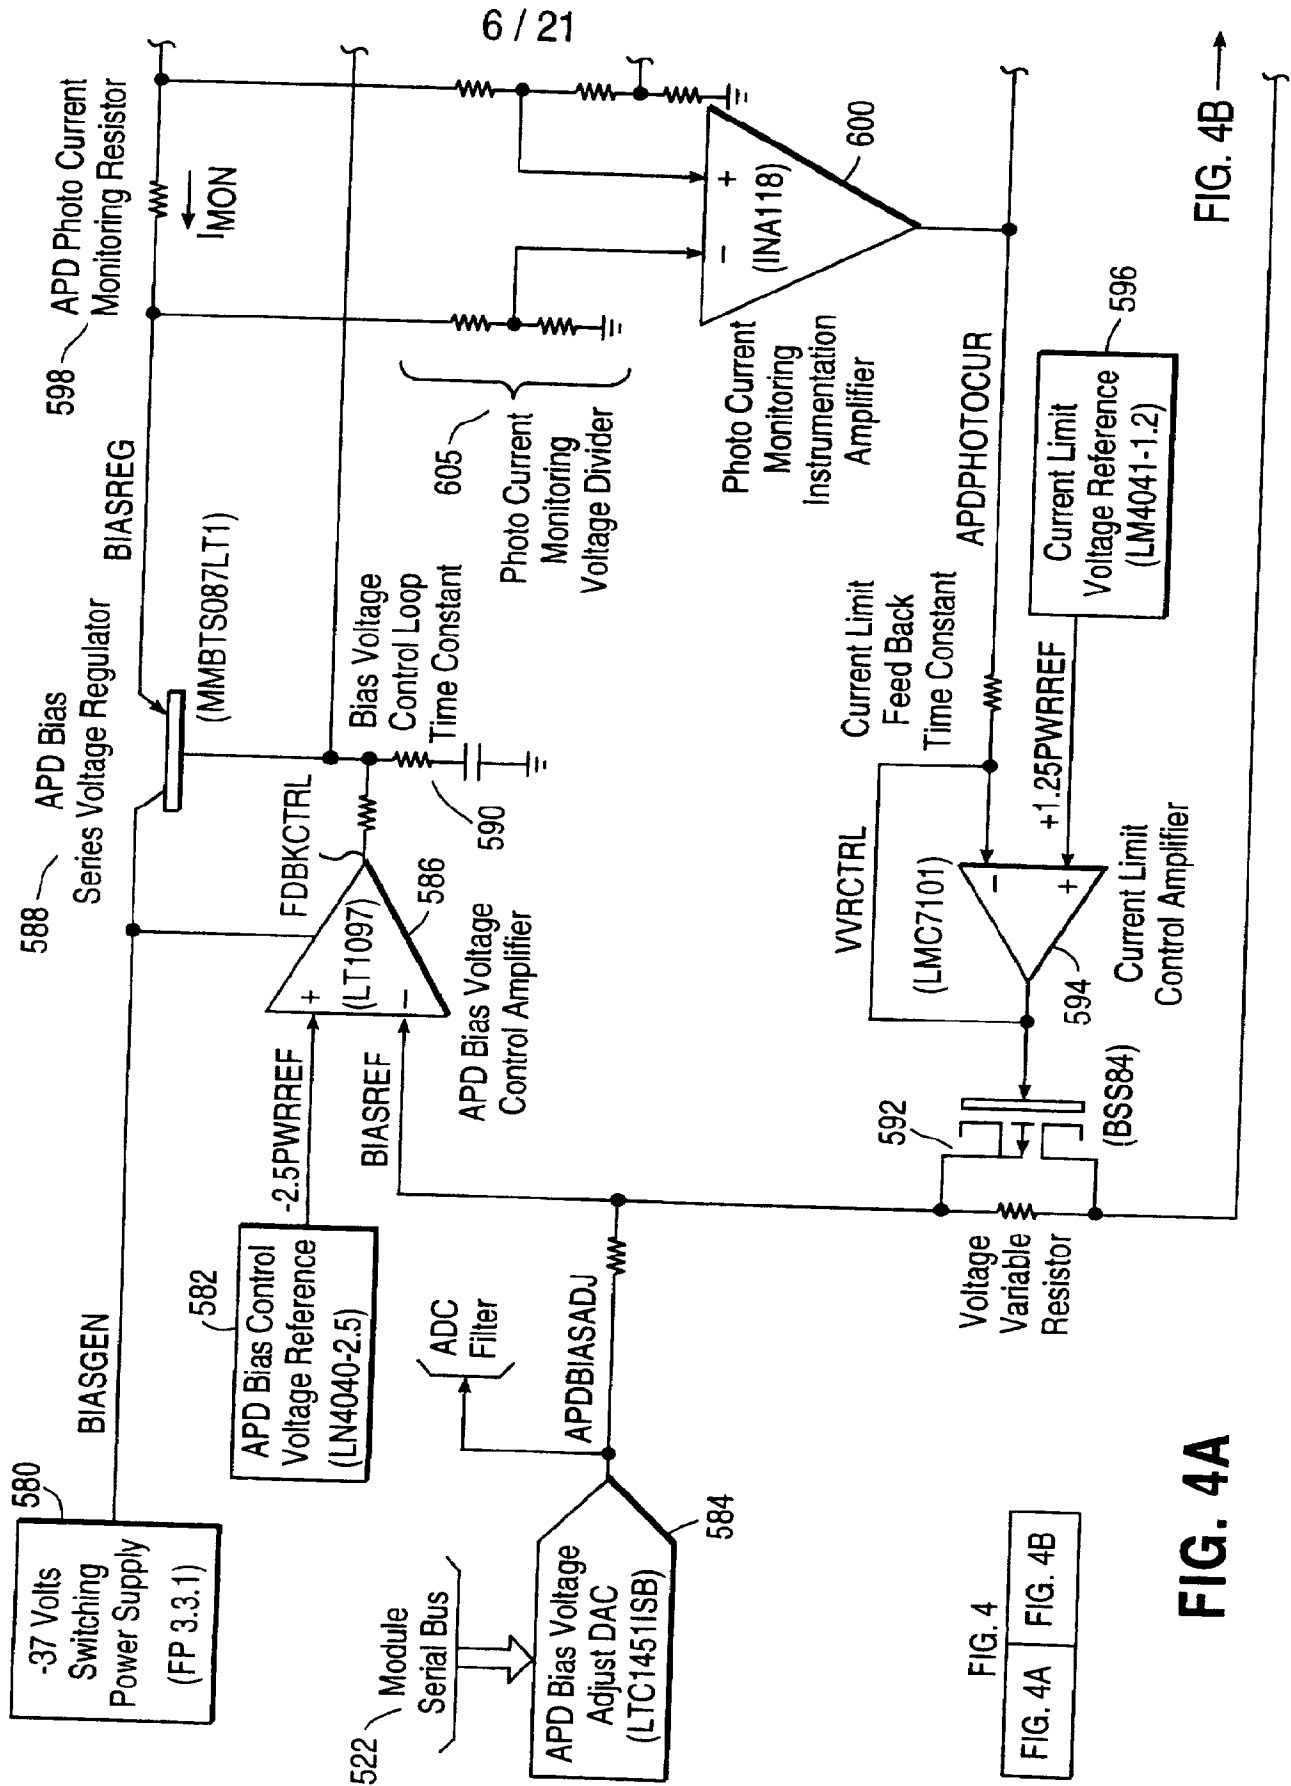 6 / 21
-37 Volts
Switching
Power Supply
(FP 3.3.1)
580
BIASGEN
588
APD Bias
Series Voltage Regulator
(MMBTS087LT1)
BIASREG
598
APD Photo Current
Monitoring Resistor
IMON
582
APD Bias Control
Voltage Reference
(LN4040-2.5)
-2.5PWRREF
BIASREF
+
−
(LT1097)
586
APD Bias Voltage
Control Amplifier
FDBKCTRL
590
Bias Voltage
Control Loop
Time Constant
605
Photo Current
Monitoring
Voltage Divider
−
+
(INA118)
600
Photo Current
Monitoring
Instrumentation
Amplifier
522
Module
Serial Bus
APD Bias Voltage
Adjust DAC
(LTC1451ISB)
584
ADC
Filter
APDBIASADJ
Voltage
Variable
Resistor
592
(BSS84)
VVRCTRL
(LMC7101)
−
+
594
Current Limit
Control Amplifier
Current Limit
Feed Back
Time Constant
APDPHOTOCUR
+1.25PWRREF
Current Limit
Voltage Reference
(LM4041-1.2)
596
FIG. 4
FIG. 4A
FIG. 4B
FIG. 4A
FIG. 4B